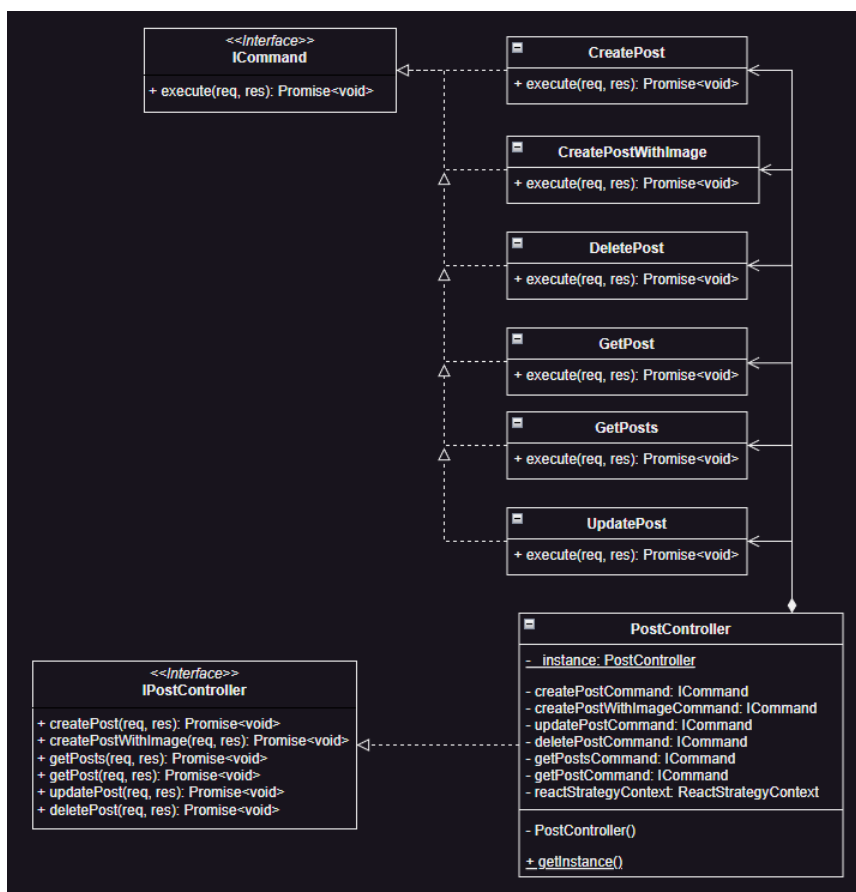 <<Interface>>
ICommand
+ execute(req, res): Promise<void>
CreatePost
+ execute(req, res): Promise<void>
CreatePostWithImage
+ execute(req, res): Promise<void>
DeletePost
+ execute(req, res): Promise<void>
GetPost
+ execute(req, res): Promise<void>
GetPosts
+ execute(req, res): Promise<void>
UpdatePost
+ execute(req, res): Promise<void>
<<Interface>>
IPostController
+ createPost(req, res): Promise<void>
+ createPostWithImage(req, res): Promise<void>
+ getPosts(req, res): Promise<void>
+ getPost(req, res): Promise<void>
+ updatePost(req, res): Promise<void>
+ deletePost(req, res): Promise<void>
PostController
- _instance: PostController
- createPostCommand: ICommand
- createPostWithImageCommand: ICommand
- updatePostCommand: ICommand
- deletePostCommand: ICommand
- getPostsCommand: ICommand
- getPostCommand: ICommand
- reactStrategyContext: ReactStrategyContext
- PostController()
+ getInstance()